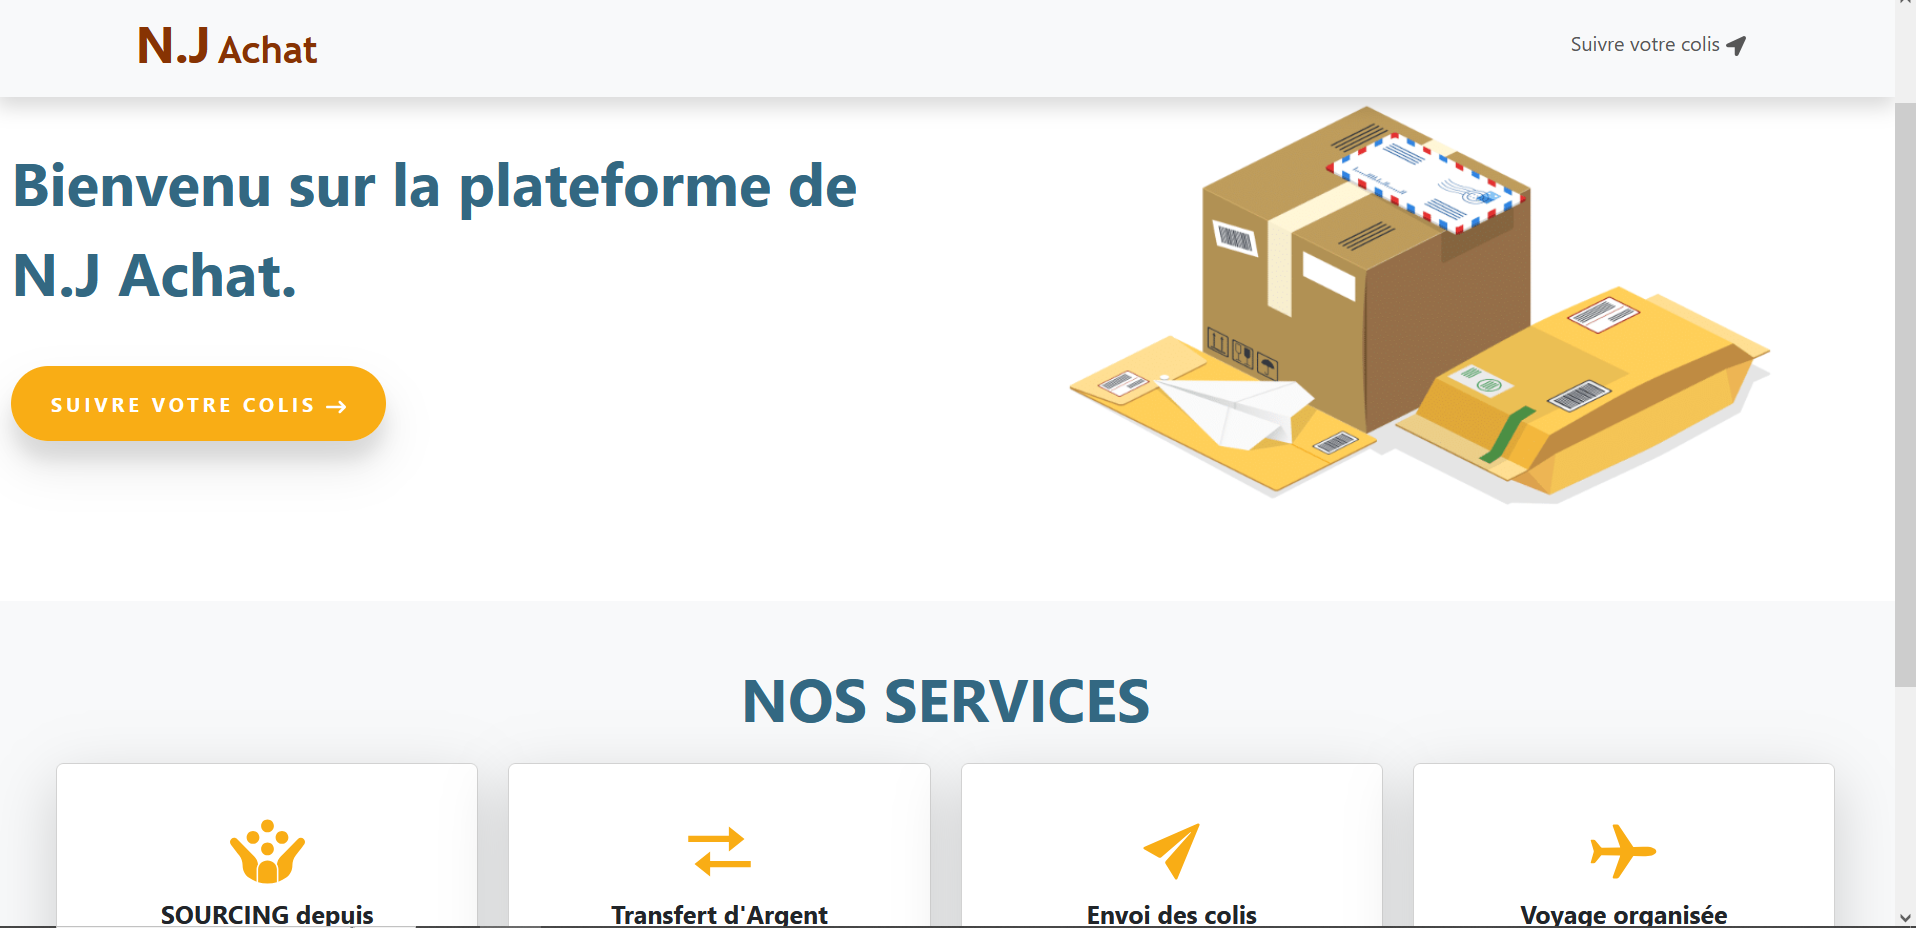 N.J Achat
Suivre votre colis
Bienvenu sur la plateforme de
N.J Achat.
SUIVRE VOTRE COLIS →
NOS SERVICES
SOURCING depuis
Transfert d'Argent
Envoi des colis
Voyage organisée